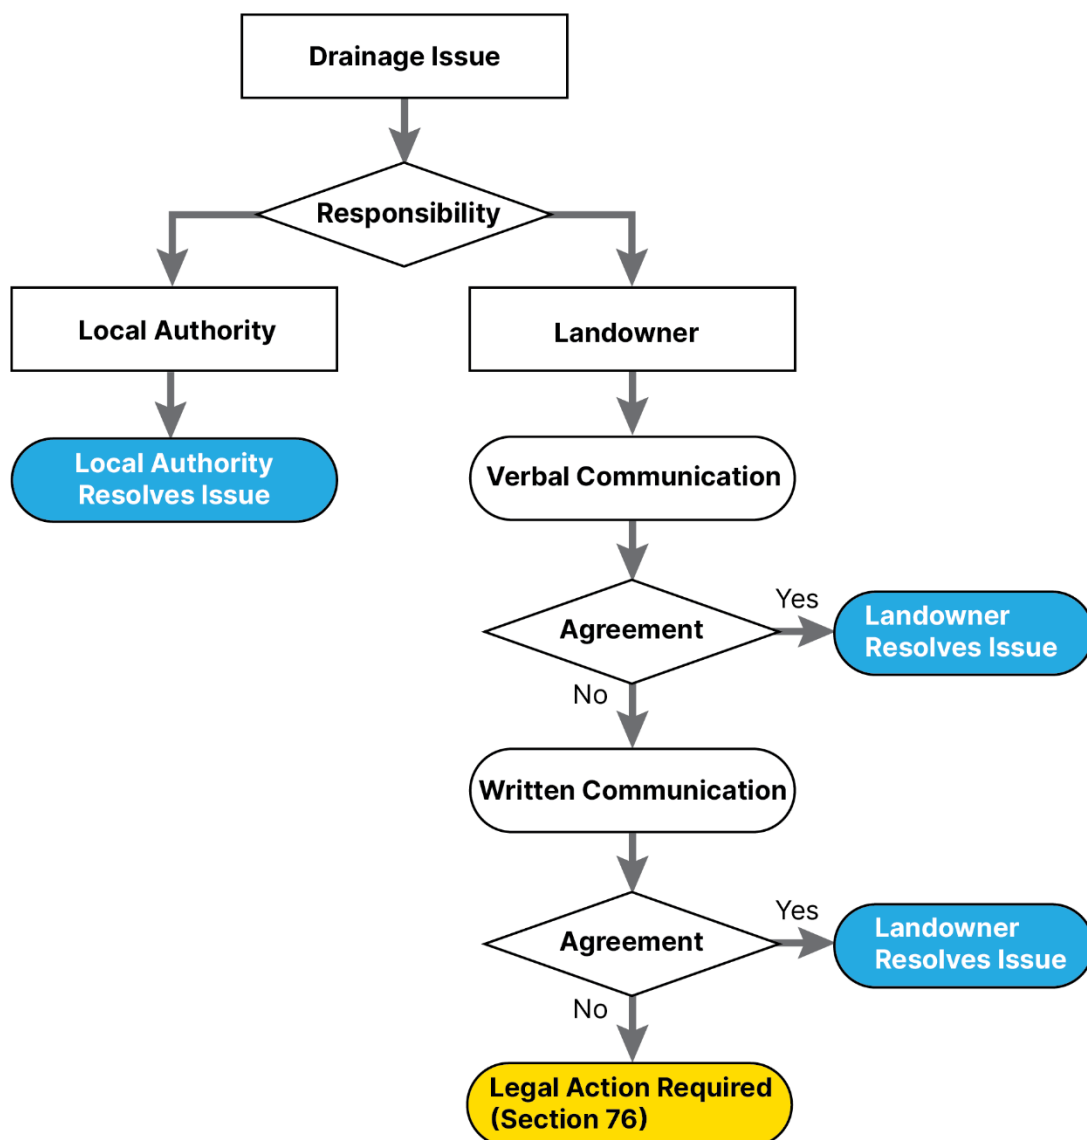 Drainage Issue
Responsibility
Local Authority
Landowner
Local Authority
Resolves Issue
Verbal Communication
Agreement
Yes
Landowner
Resolves Issue
No
Written Communication
Agreement
Yes
Landowner
Resolves Issue
No
Legal Action Required
(Section 76)